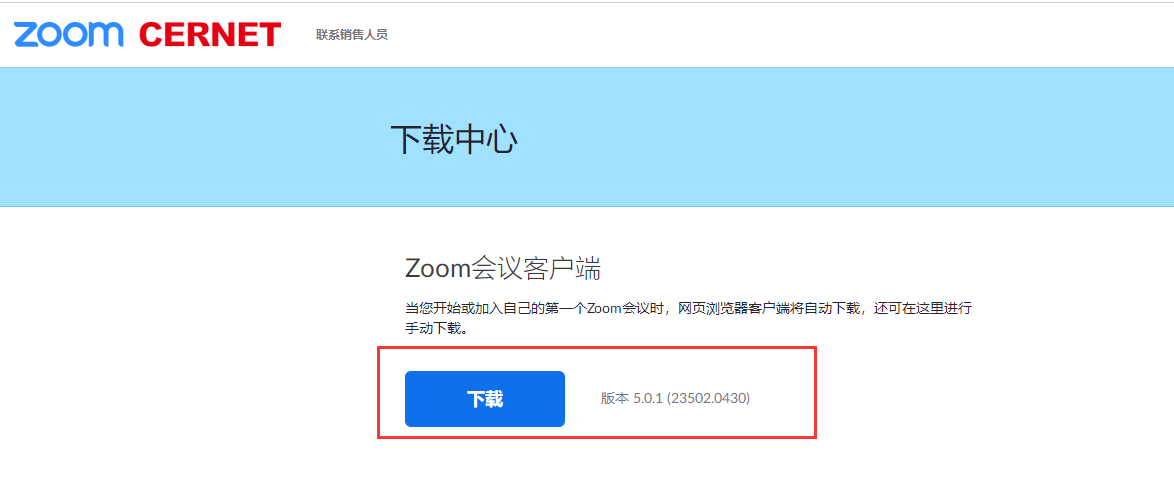 zoom CERNET 联系销售人员
下载中心
Zoom会议客户端
当您开始或加入自己的第一个Zoom会议时，网页浏览器客户端将自动下载，还可在这里进行
手动下载。
下载 版本 5.0.1 (23502.0430)